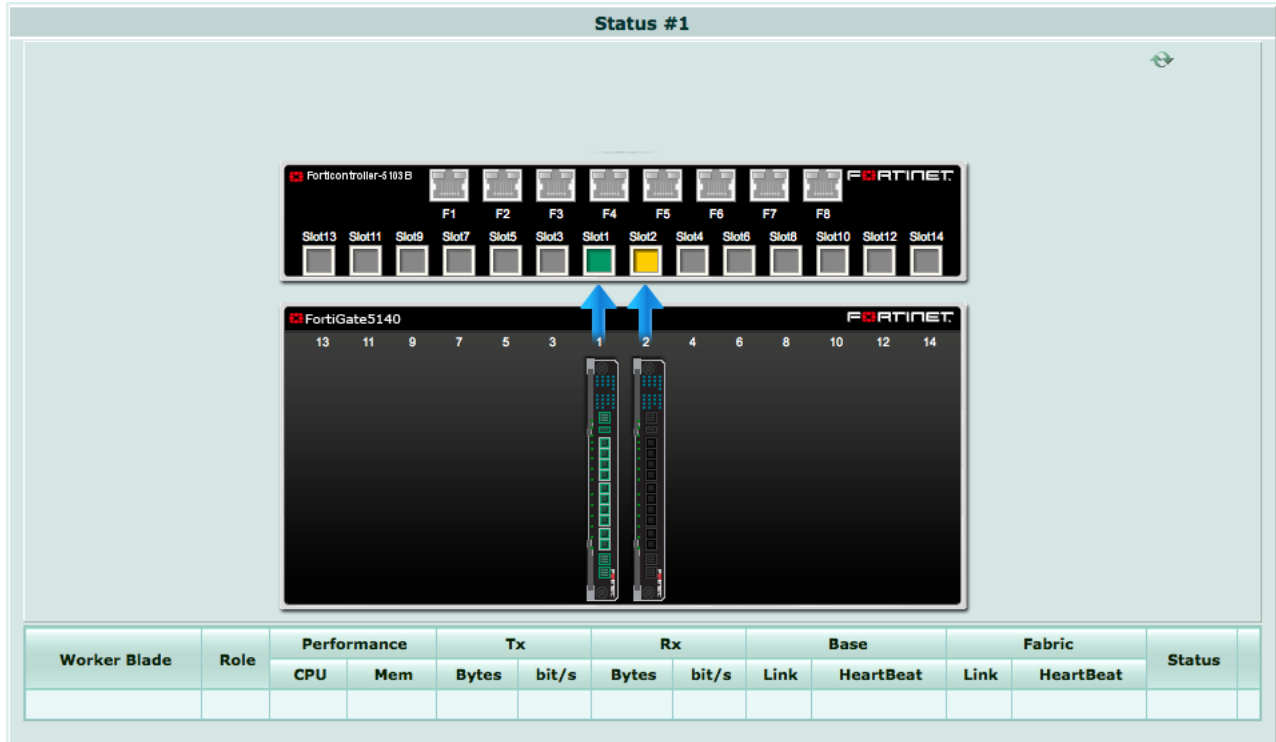 Status #1
Forticontroller-5103B FORTINET
F1 F2 F3 F4 F5 F6 F7 F8
Slot13 Slot11 Slot9 Slot7 Slot5 Slot3 Slot1 Slot2 Slot4 Slot6 Slot8 Slot10 Slot12 Slot14
FortiGate5140 FORTINET
13 11 9 7 5 3 1 2 4 6 8 10 12 14
Worker Blade Role Performance Tx Rx Base Fabric Status
CPU Mem Bytes bit/s Bytes bit/s Link HeartBeat Link HeartBeat